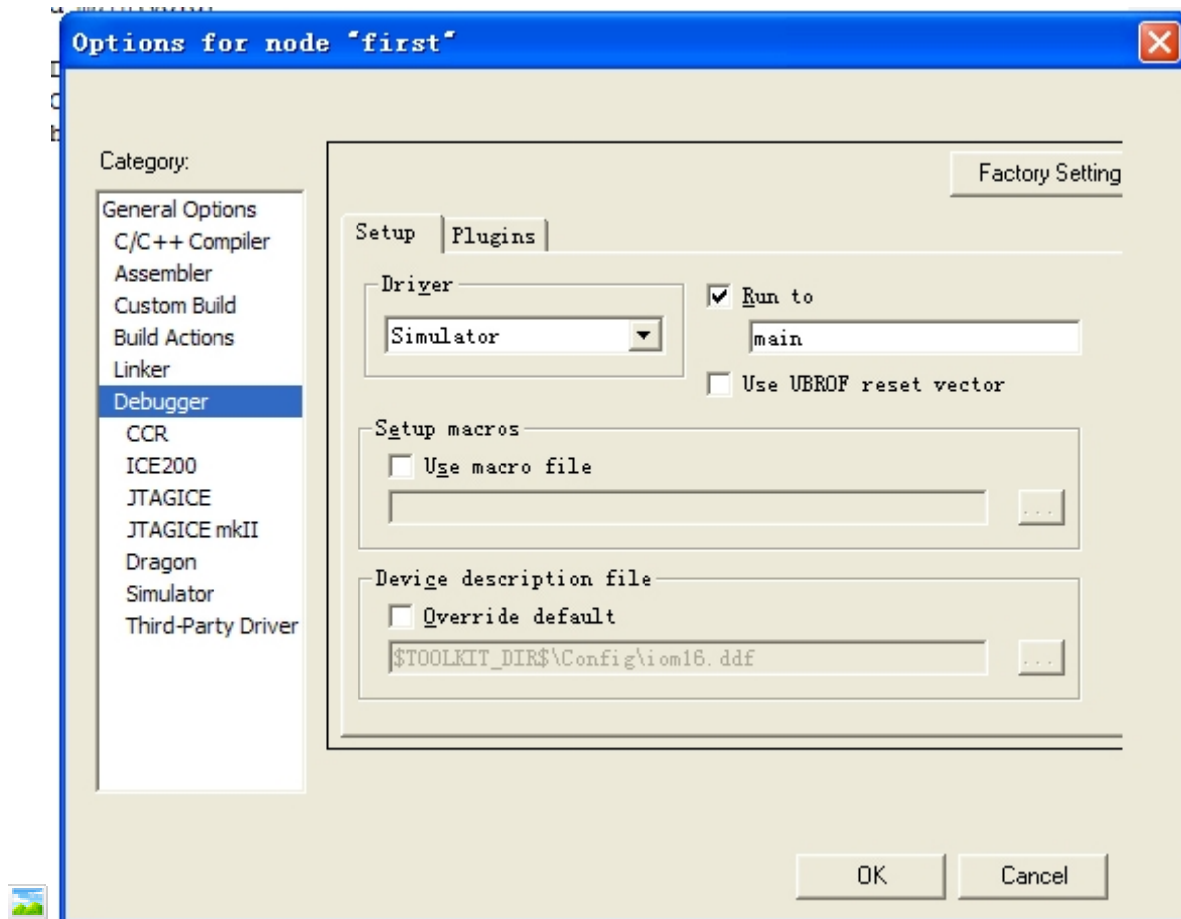 Options for node "first"
Category:
General Options
C/C++ Compiler
Assembler
Custom Build
Build Actions
Linker
Debugger
CCR
ICE200
JTAGICE
JTAGICE mkII
Dragon
Simulator
Third-Party Driver
Factory Setting
Setup
Plugins
Driver
Simulator
Run to
main
Use UBROF reset vector
Setup macros
Use macro file
...
Device description file
Override default
$TOOLKIT_DIR$\Config\iom16.ddf
...
OK
Cancel